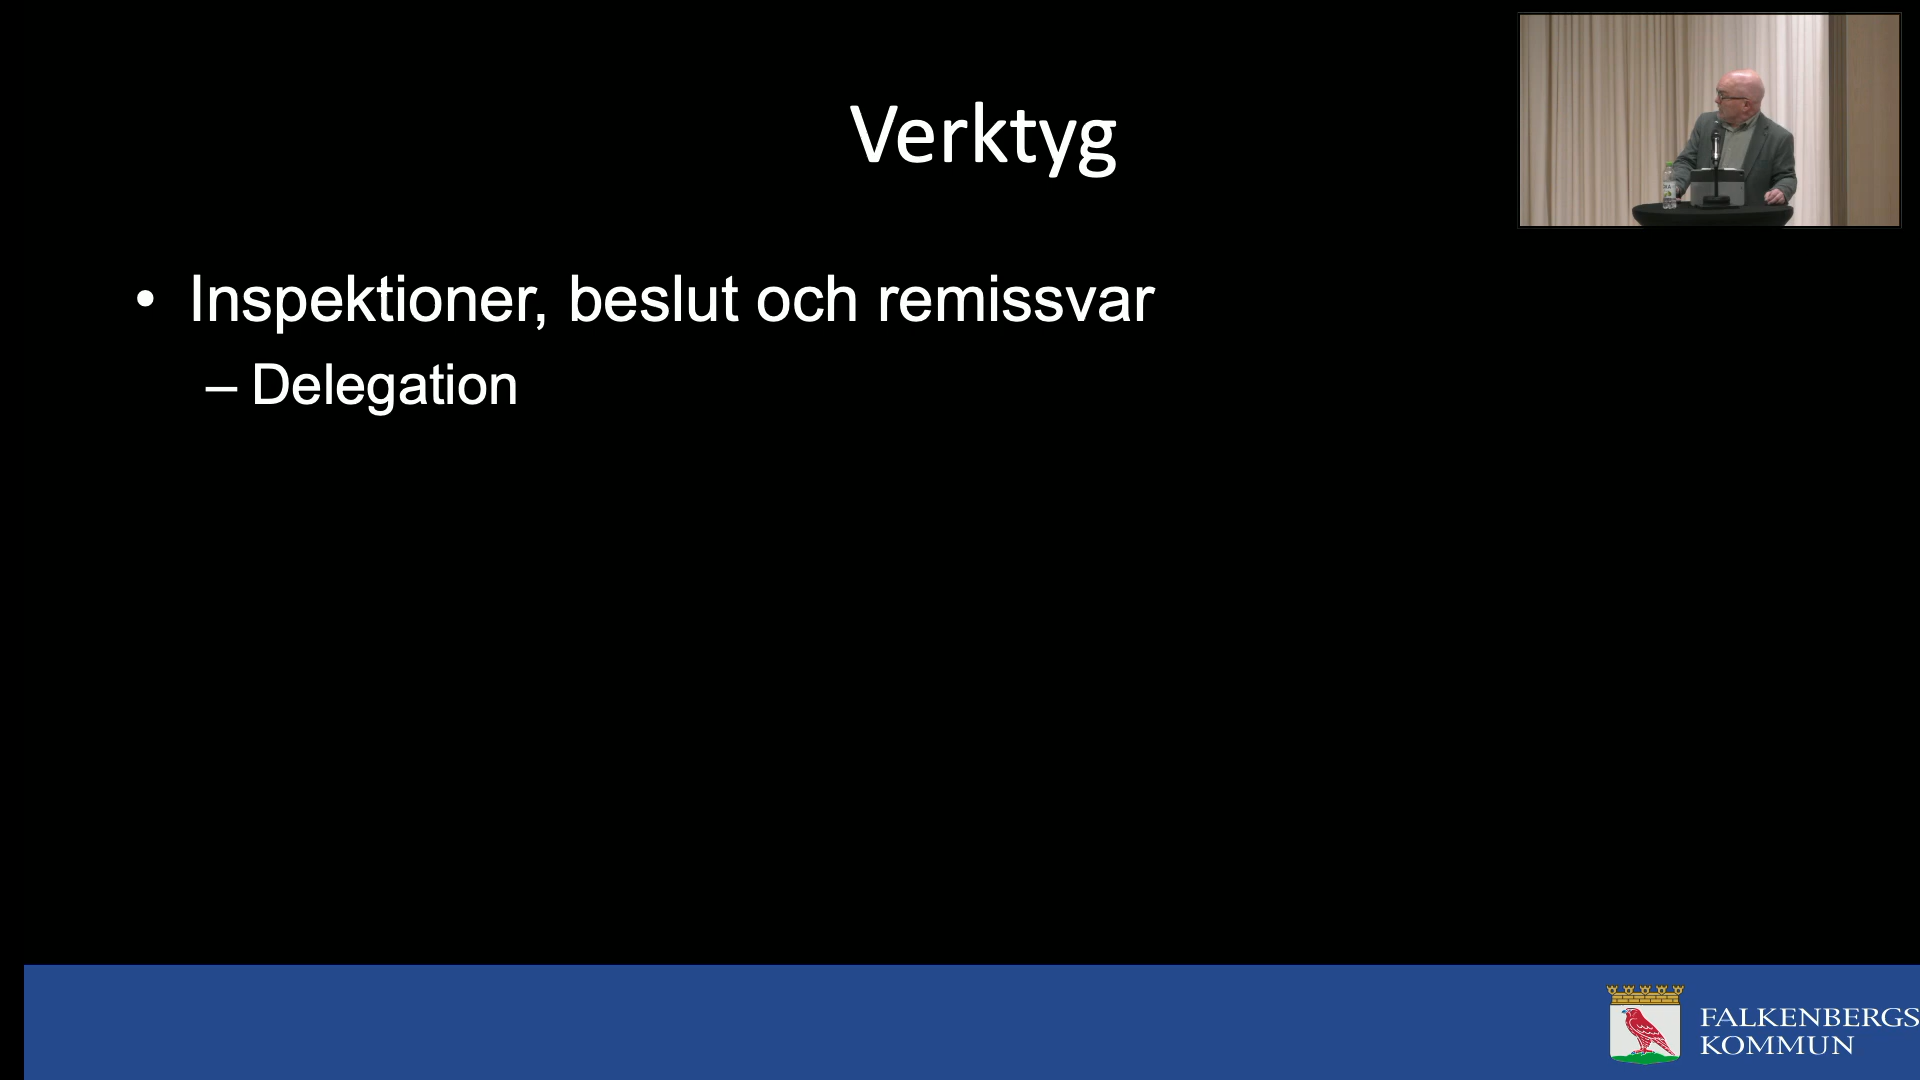 Verktyg
• Inspektioner, beslut och remissvar
– Delegation
FALKENBERGS
KOMMUN